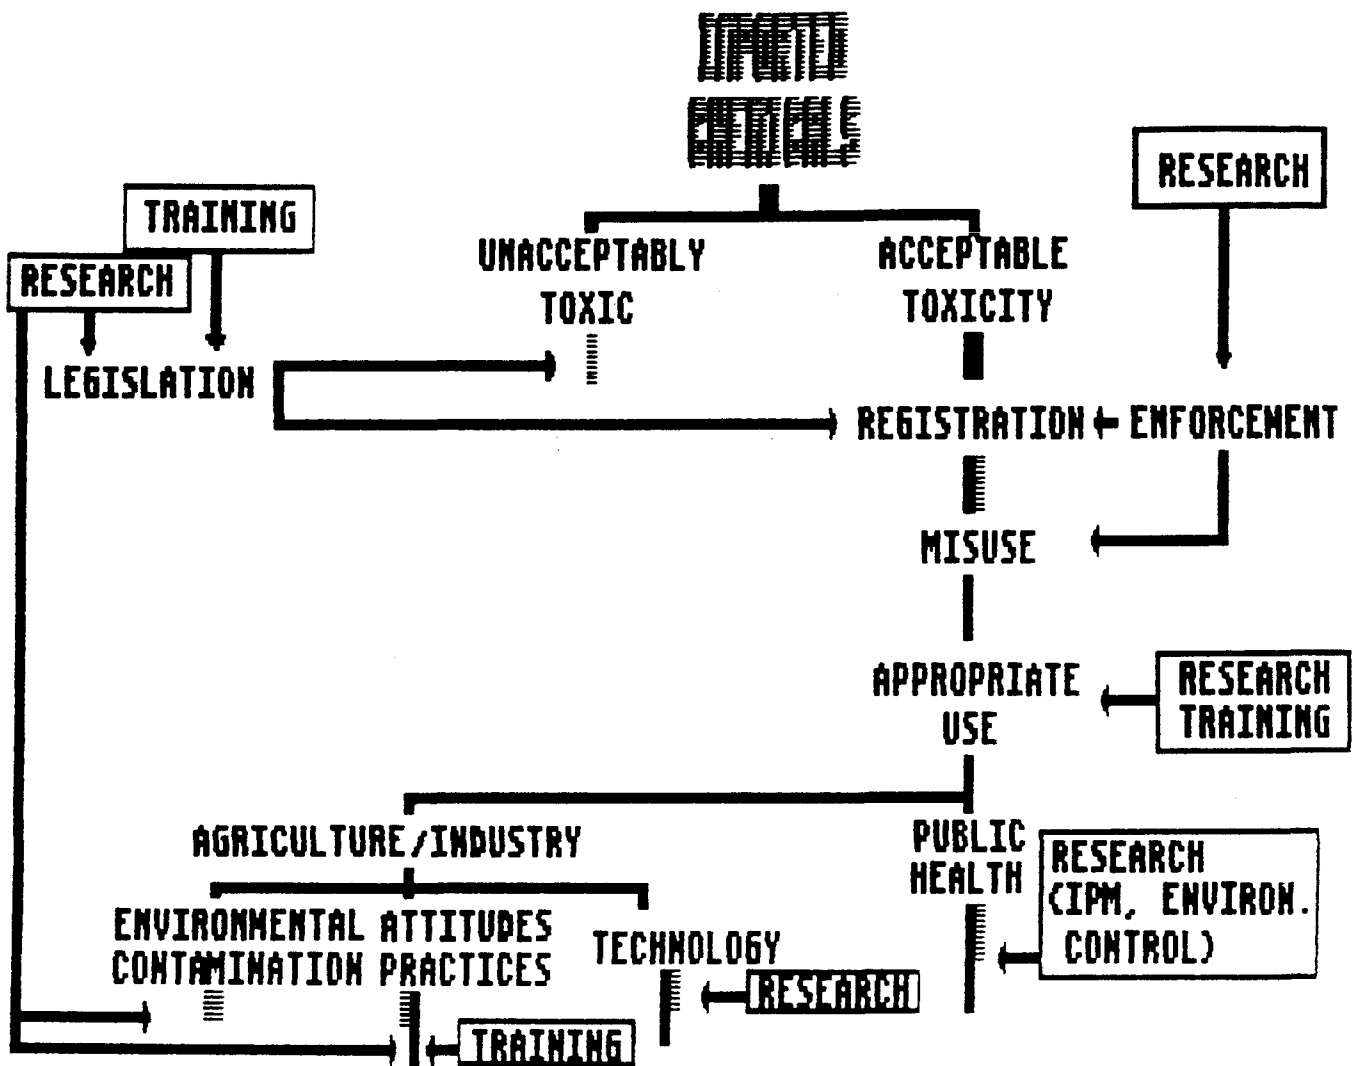 TRAINING
RESEARCH
LEGISLATION
UNACCEPTABLY
TOXIC
ACCEPTABLE
TOXICITY
RESEARCH
REGISTRATION
ENFORCEMENT
MISUSE
APPROPRIATE
USE
RESEARCH
TRAINING
AGRICULTURE/INDUSTRY
PUBLIC
HEALTH
RESEARCH
(IPM, ENVIRON.
CONTROL)
ENVIRONMENTAL
CONTAMINATION
ATTITUDES
PRACTICES
TECHNOLOGY
RESEARCH
TRAINING